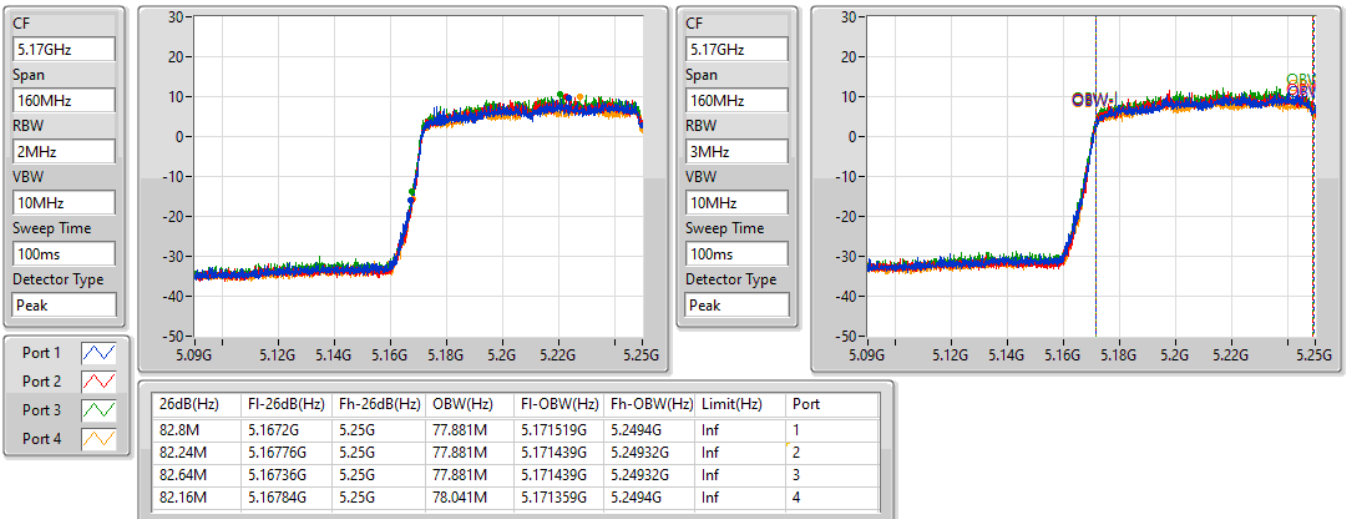 CF
5.17GHz
Span
160MHz
RBW
2MHz
VBW
10MHz
Sweep Time
100ms
Detector Type
Peak
30
20
10
0
-10
-20
-30
-40
-50
5.09G 5.12G 5.14G 5.16G 5.18G 5.2G 5.22G 5.25G
CF
5.17GHz
Span
160MHz
RBW
3MHz
VBW
10MHz
Sweep Time
100ms
Detector Type
Peak
30
20
10
0
-10
-20
-30
-40
-50
OBW
OBW
OBW
5.09G 5.12G 5.14G 5.16G 5.18G 5.2G 5.22G 5.25G
Port 1
Port 2
Port 3
Port 4
26dB(Hz) Fl-26dB(Hz) Fh-26dB(Hz) OBW(Hz) Fl-OBW(Hz) Fh-OBW(Hz) Limit(Hz) Port
82.8M 5.1672G 5.25G 77.881M 5.171519G 5.2494G Inf 1
82.24M 5.16776G 5.25G 77.881M 5.171439G 5.24932G Inf 2
82.64M 5.16736G 5.25G 77.881M 5.171439G 5.24932G Inf 3
82.16M 5.16784G 5.25G 78.041M 5.171359G 5.2494G Inf 4